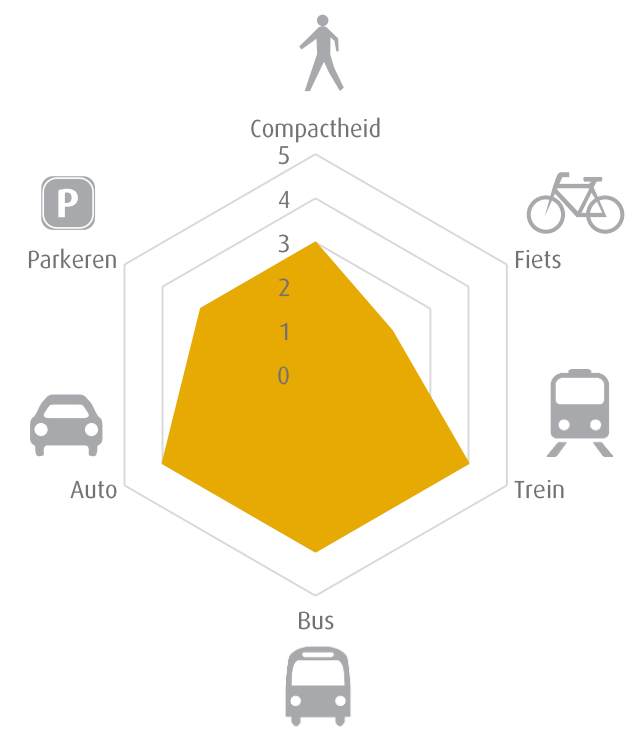 Compactheid
5
P
4
3
Parkeren
Fiets
2
1
0
Auto
Trein
Bus